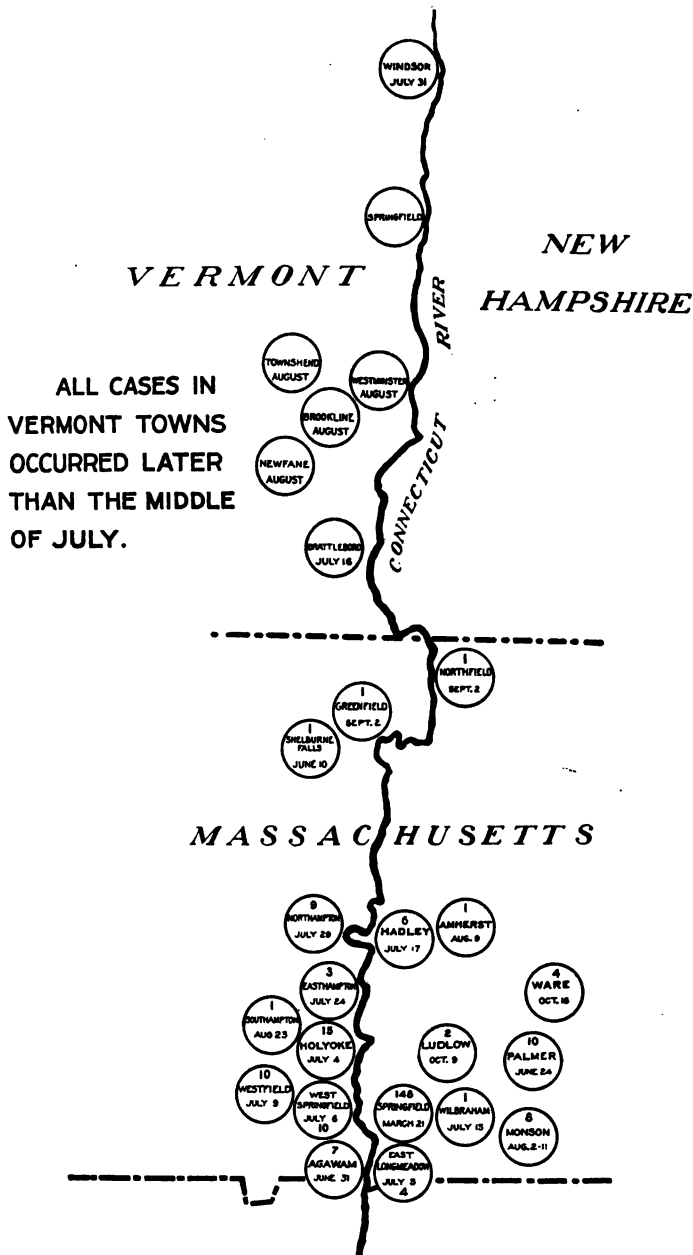 WINDSOR
JULY 31
SPRINGFIELD
NEW
HAMPSHIRE
VERMONT
CONNECTICUT RIVER
TOWNSHEND
AUGUST
WESTMINSTER
AUGUST
BROOKLINE
AUGUST
NEWFANE
AUGUST
ALL CASES IN
VERMONT TOWNS
OCCURRED LATER
THAN THE MIDDLE
OF JULY.
BRATTLEBORO
JULY 16
1
NORTHFIELD
SEPT. 2
1
GREENFIELD
SEPT. 2
1
SHELBURNE
FALLS
JUNE 10
MASSACHUSETTS
9
NORTHAMPTON
JULY 29
6
HADLEY
JULY 17
1
AMHERST
AUG. 9
3
EASTHAMPTON
JULY 24
4
WARE
OCT. 16
1
SOUTHAMPTON
AUG 23
15
HOLYOKE
JULY 4
2
LUDLOW
OCT. 9
10
PALMER
JUNE 24
10
WESTFIELD
JULY 9
WEST
SPRINGFIELD
JULY 6
10
148
SPRINGFIELD
MARCH 21
1
WILBRAHAM
JULY 15
8
MONSON
AUG. 2-11
7
AGAWAM
JUNE 31
EAST
LONGMEADOW
JULY 5
4